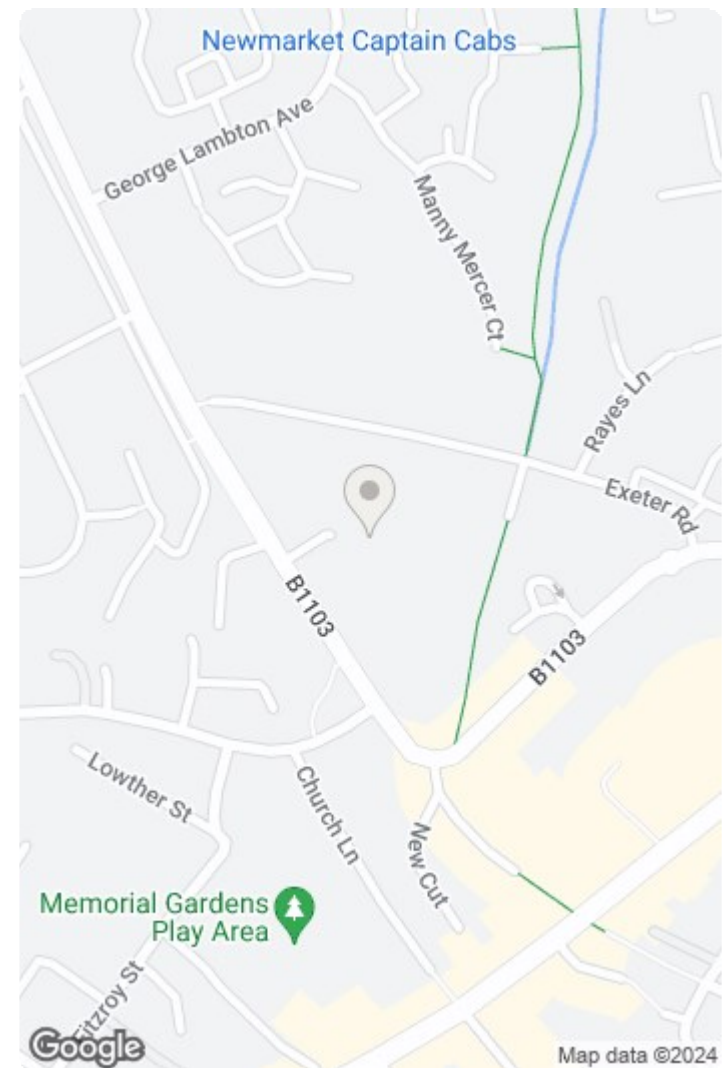 Newmarket Captain Cabs
George Lambton Ave
Manny Mercer Ct
Rayes Ln
Exeter Rd
B1103
B1103
Lowther St
Church Ln
New Cut
Memorial Gardens
Play Area
Fitzroy St
Google
Map data ©2024